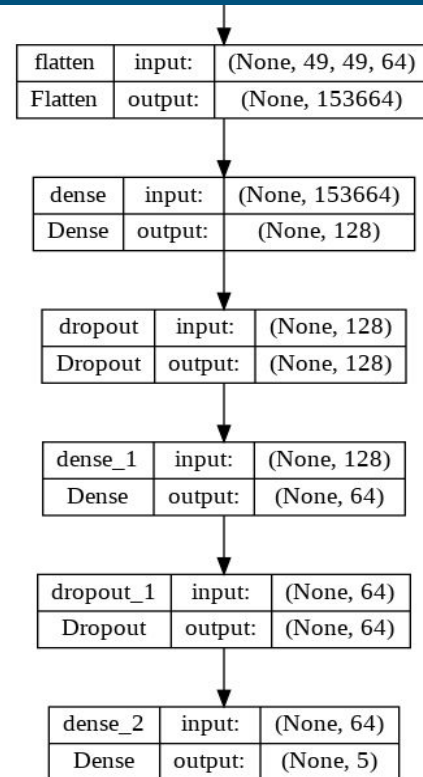 flatten input: (None, 49, 49, 64)
Flatten output: (None, 153664)
dense input: (None, 153664)
Dense output: (None, 128)
dropout input: (None, 128)
Dropout output: (None, 128)
dense_1 input: (None, 128)
Dense output: (None, 64)
dropout_1 input: (None, 64)
Dropout output: (None, 64)
dense_2 input: (None, 64)
Dense output: (None, 5)